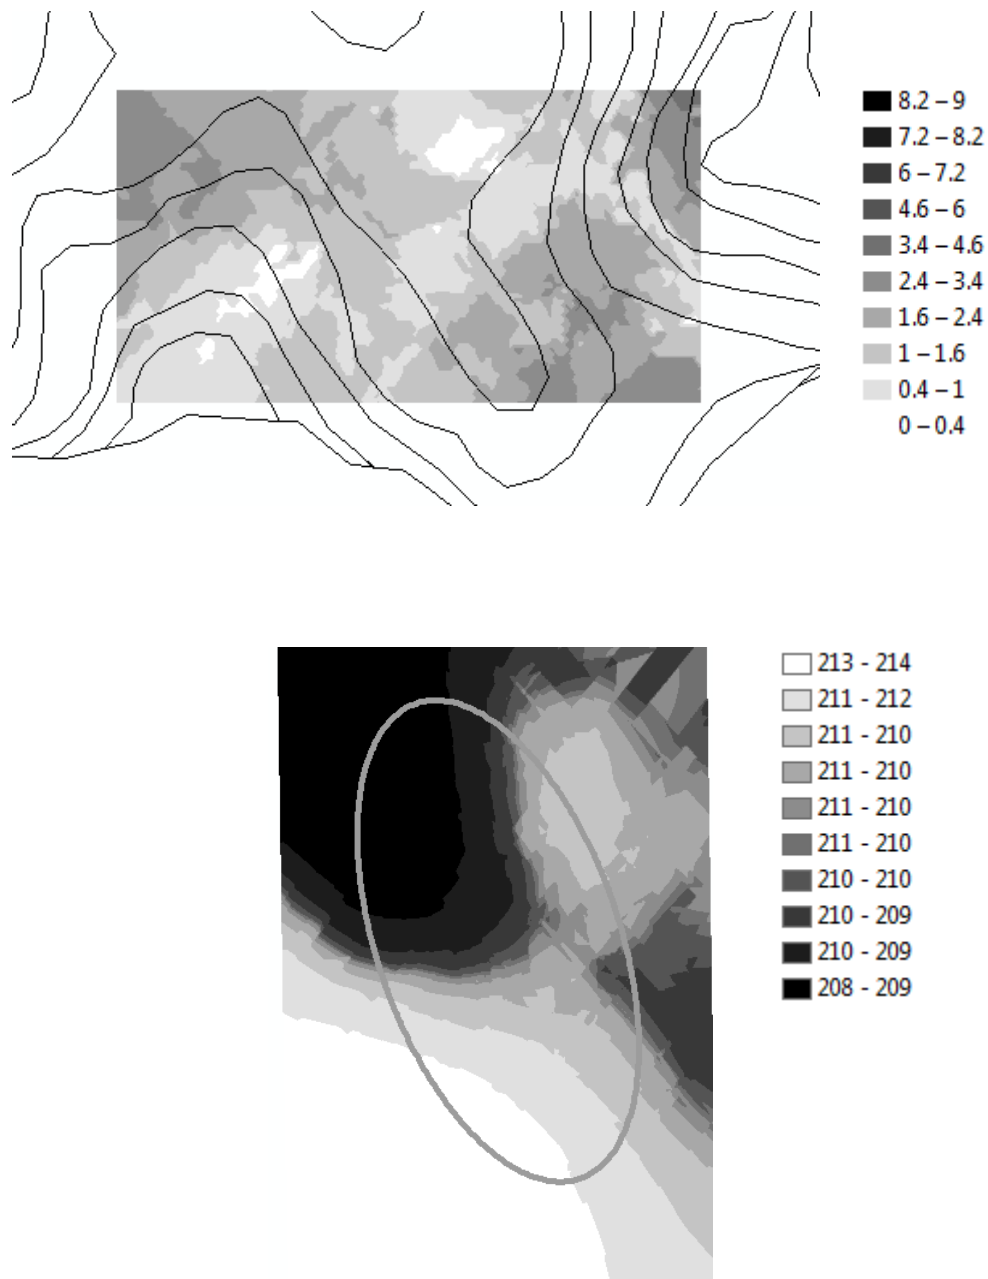 8.2 – 9
7.2 – 8.2
6 – 7.2
4.6 – 6
3.4 – 4.6
2.4 – 3.4
1.6 – 2.4
1 – 1.6
0.4 – 1
0 – 0.4
213 - 214
211 - 212
211 - 210
211 - 210
211 - 210
211 - 210
210 - 210
210 - 209
210 - 209
208 - 209